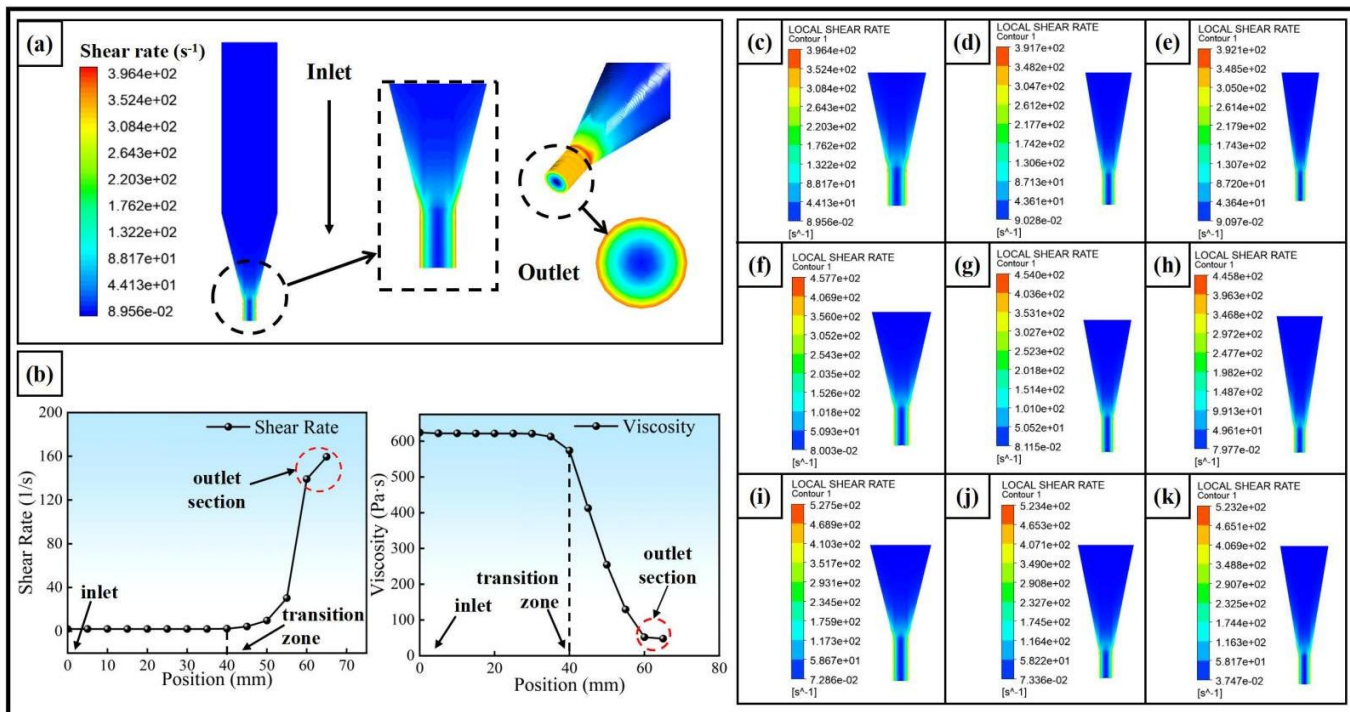 (a)
Shear rate (s⁻¹)
3.964e+02
3.524e+02
3.084e+02
2.643e+02
2.203e+02
1.762e+02
1.322e+02
8.817e+01
4.413e+01
8.956e-02
Inlet
Outlet
(b)
200
160
120
80
40
0
Shear Rate (1/s)
Shear Rate
outlet
section
inlet
transition
zone
0 10 20 30 40 50 60 70
Position (mm)
600
500
400
300
200
100
0
Viscosity (Pa·s)
Viscosity
transition
zone
inlet
outlet
section
0 20 40 60 80
Position (mm)
(c)
LOCAL SHEAR RATE
Contour 1
3.964e+02
3.524e+02
3.084e+02
2.643e+02
2.203e+02
1.762e+02
1.322e+02
8.817e+01
4.413e+01
8.956e-02
[s^-1]
(d)
LOCAL SHEAR RATE
Contour 1
3.917e+02
3.482e+02
3.047e+02
2.612e+02
2.177e+02
1.742e+02
1.306e+02
8.713e+01
4.361e+01
9.028e-02
[s^-1]
(e)
LOCAL SHEAR RATE
Contour 1
3.921e+02
3.485e+02
3.050e+02
2.614e+02
2.179e+02
1.743e+02
1.307e+02
8.720e+01
4.364e+01
9.097e-02
[s^-1]
(f)
LOCAL SHEAR RATE
Contour 1
4.577e+02
4.069e+02
3.560e+02
3.052e+02
2.543e+02
2.035e+02
1.526e+02
1.018e+02
5.093e+01
8.003e-02
[s^-1]
(g)
LOCAL SHEAR RATE
Contour 1
4.540e+02
4.036e+02
3.531e+02
3.027e+02
2.523e+02
2.018e+02
1.514e+02
1.010e+02
5.052e+01
8.115e-02
[s^-1]
(h)
LOCAL SHEAR RATE
Contour 1
4.458e+02
3.963e+02
3.468e+02
2.972e+02
2.477e+02
1.982e+02
1.487e+02
9.913e+01
4.961e+01
7.977e-02
[s^-1]
(i)
LOCAL SHEAR RATE
Contour 1
5.275e+02
4.689e+02
4.103e+02
3.517e+02
2.931e+02
2.345e+02
1.759e+02
1.173e+02
5.867e+01
7.286e-02
[s^-1]
(j)
LOCAL SHEAR RATE
Contour 1
5.234e+02
4.653e+02
4.071e+02
3.490e+02
2.908e+02
2.327e+02
1.745e+02
1.164e+02
5.822e+01
7.336e-02
[s^-1]
(k)
LOCAL SHEAR RATE
Contour 1
5.232e+02
4.651e+02
4.069e+02
3.488e+02
2.907e+02
2.325e+02
1.744e+02
1.163e+02
5.817e+01
3.747e-02
[s^-1]